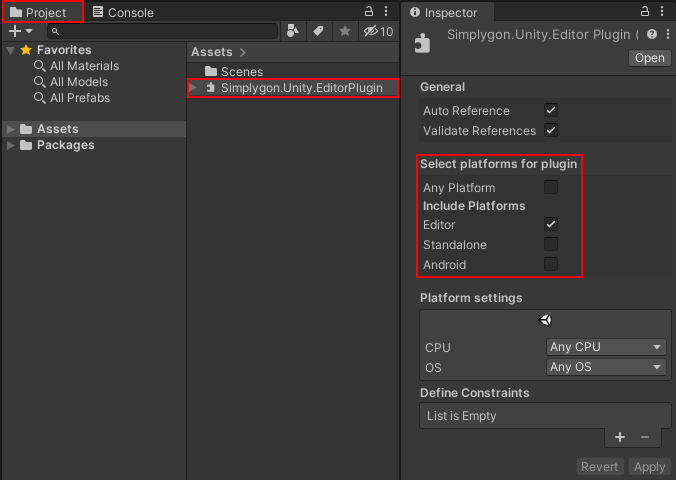 Project
Console
10
Favorites
All Materials
All Models
All Prefabs
Assets
Packages
Assets
Scenes
Simplygon.Unity.EditorPlugin
Inspector
Simplygon.Unity.Editor Plugin (
Open
General
Auto Reference
Validate References
Select platforms for plugin
Any Platform
Include Platforms
Editor
Standalone
Android
Platform settings
CPU Any CPU
OS Any OS
Define Constraints
List is Empty
Revert Apply